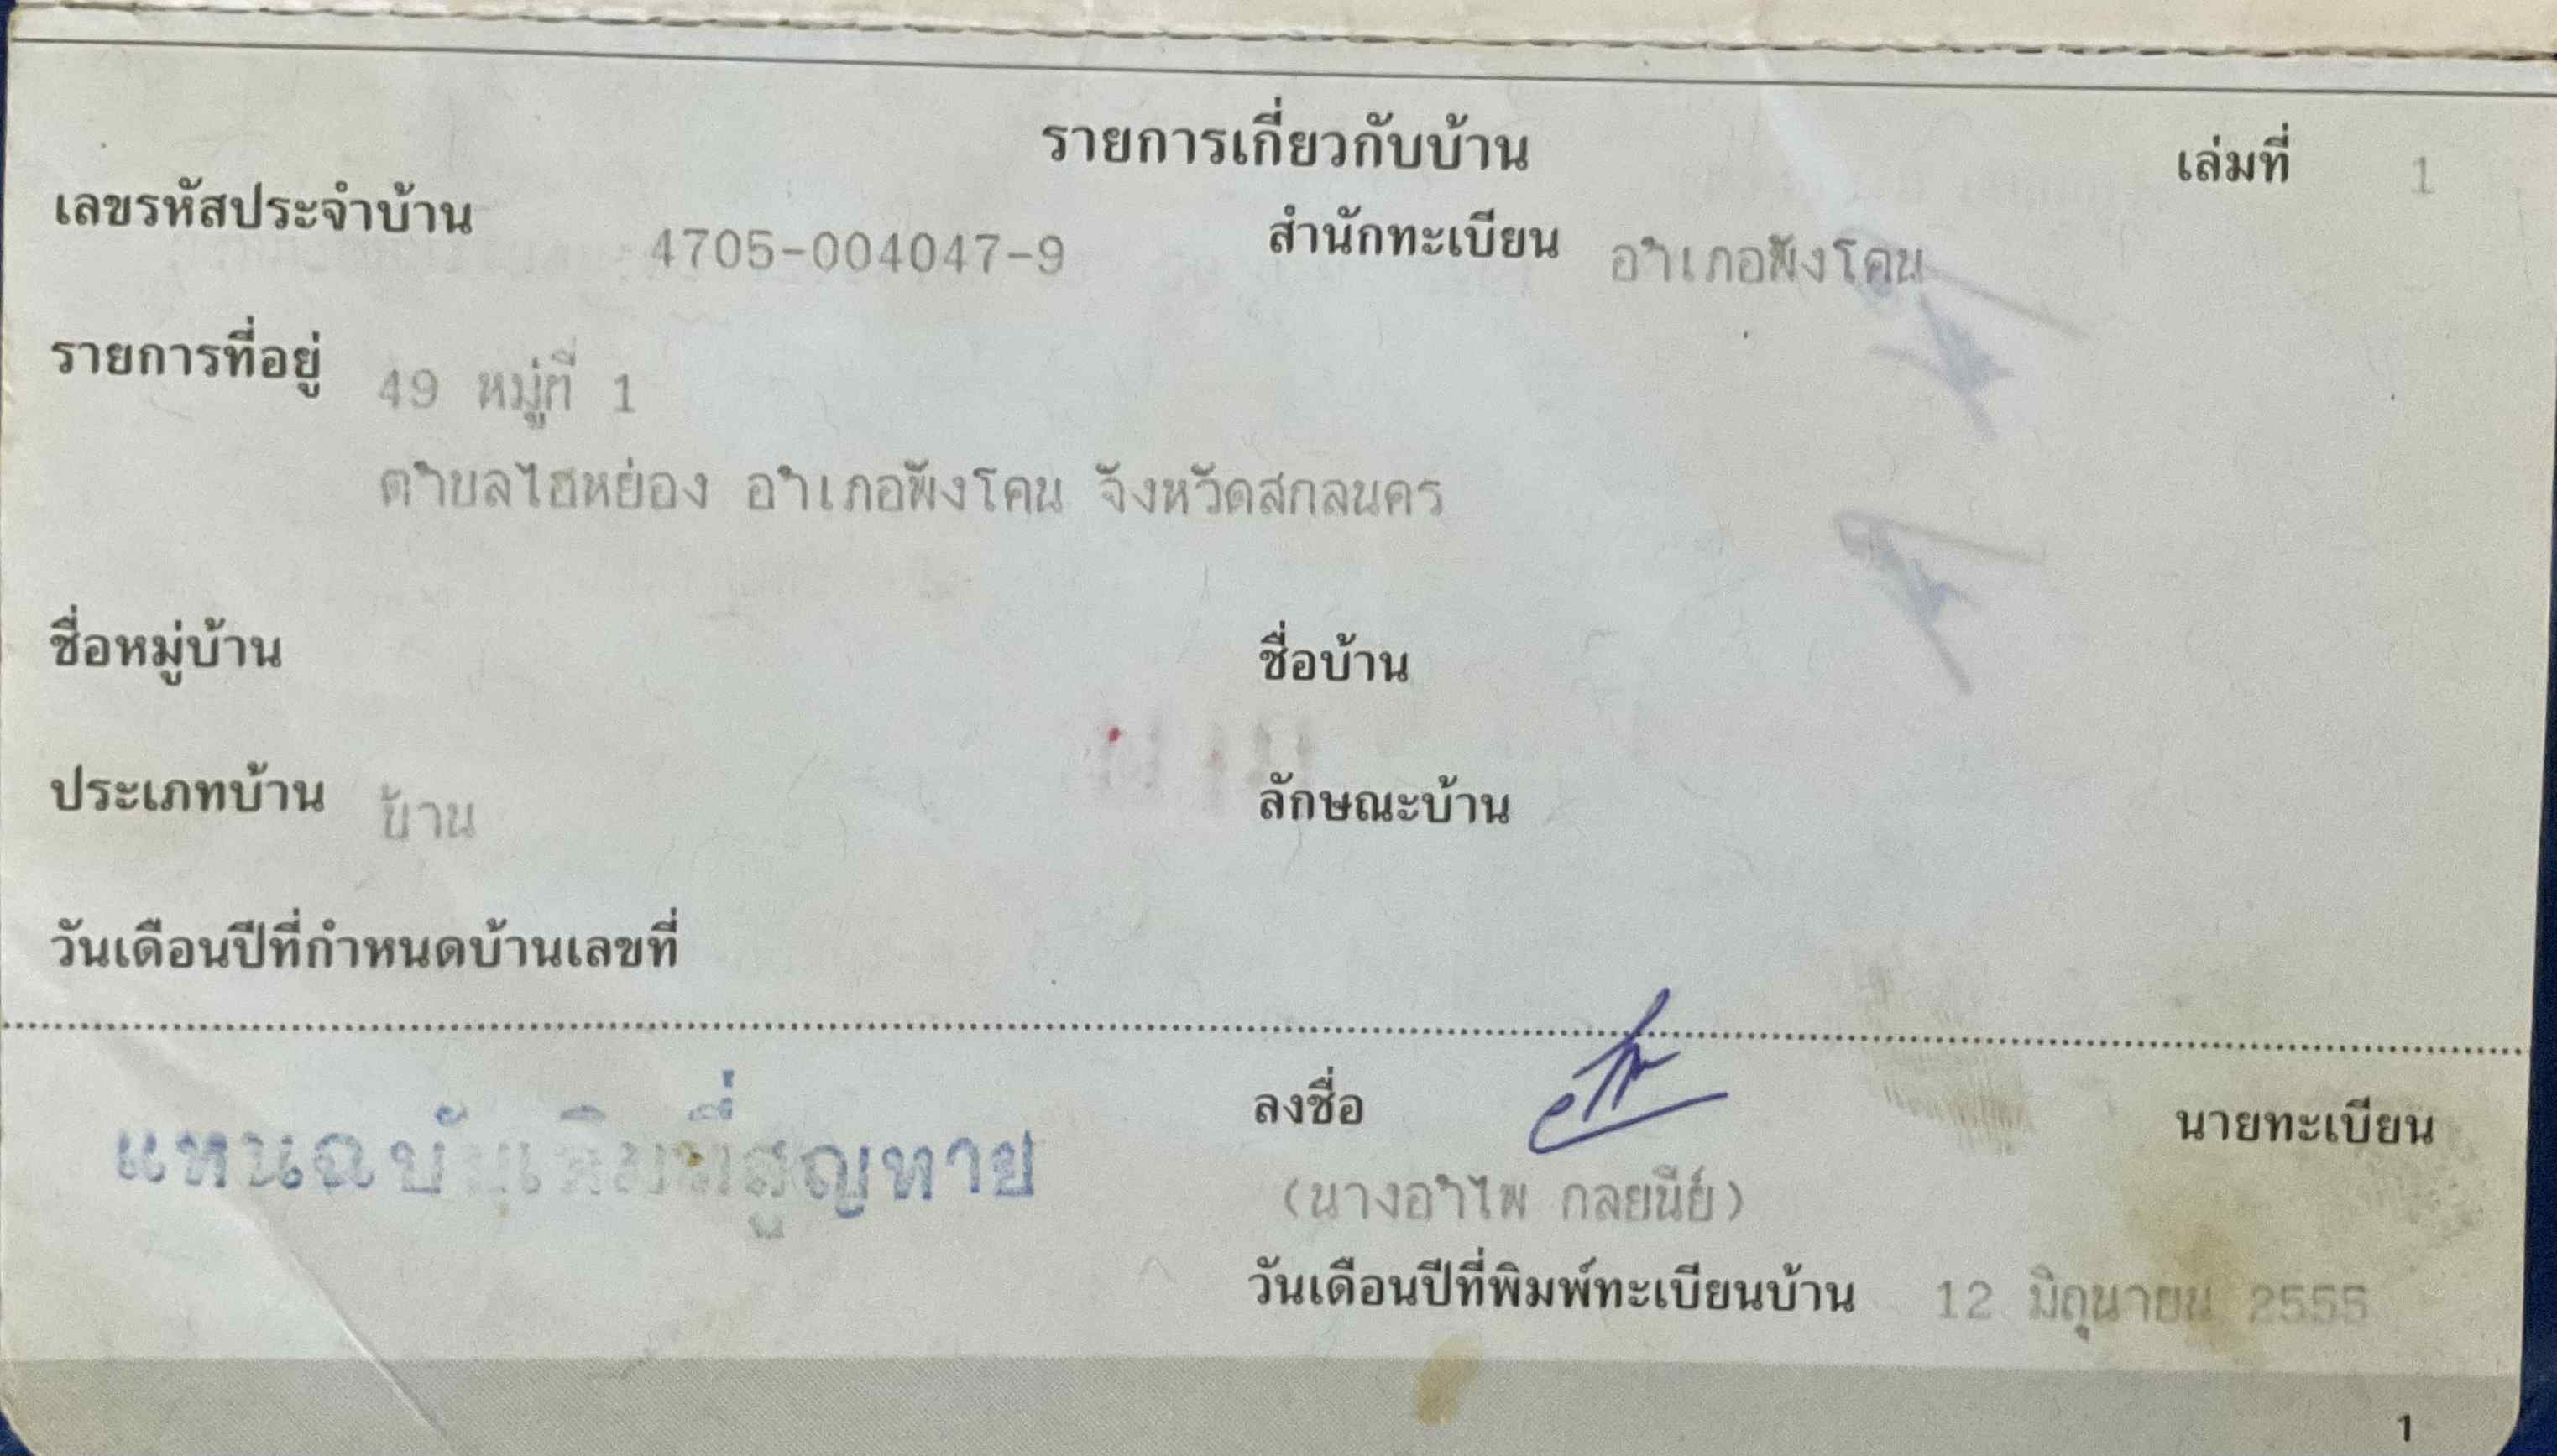 รายการเกี่ยวกับบ้าน เล่มที่ 1
เลขรหัสประจำบ้าน 4705-004047-9 สำนักทะเบียน อำเภอพังโคน
รายการที่อยู่ 49 หมู่ที่ 1
ตำบลไฮหย่อง อำเภอพังโคน จังหวัดสกลนคร
ชื่อหมู่บ้าน ชื่อบ้าน
ประเภทบ้าน บ้าน ลักษณะบ้าน
วันเดือนปีที่กำหนดบ้านเลขที่
ลงชื่อ นายทะเบียน
แทนฉบับเดิมที่สูญหาย
(นางอำไพ กลยนีย์)
วันเดือนปีที่พิมพ์ทะเบียนบ้าน 12 มิถุนายน 2555
1